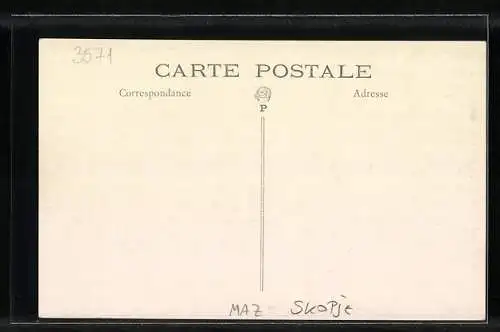 3571
CARTE POSTALE
Correspondance Adresse
P
MAZ SKOPjE